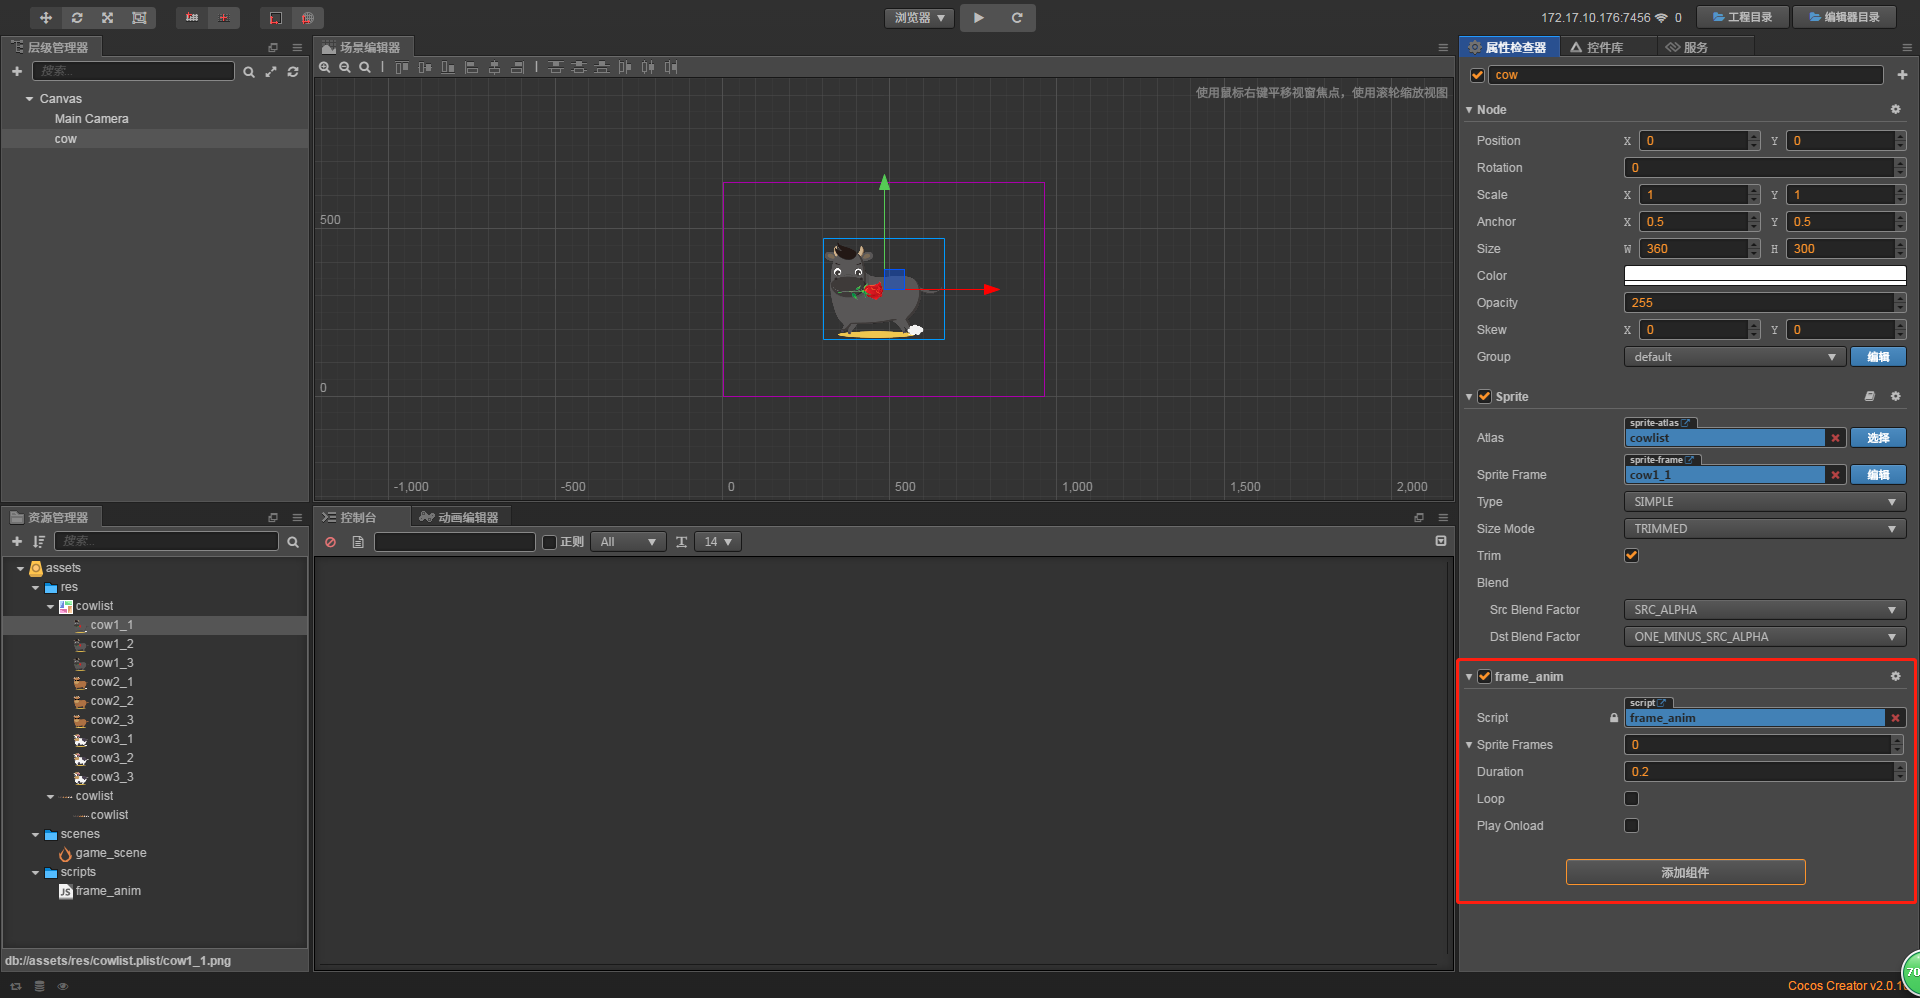 浏览器
172.17.10.176:7456
0
工程目录
编辑器目录
层级管理器
搜索...
Canvas
Main Camera
cow
场景编辑器
使用鼠标右键平移视窗焦点，使用滚轮缩放视图
500
0
-1,000
-500
0
500
1,000
1,500
2,000
资源管理器
搜索...
assets
res
cowlist
cow1_1
cow1_2
cow1_3
cow2_1
cow2_2
cow2_3
cow3_1
cow3_2
cow3_3
cowlist
cowlist
scenes
game_scene
scripts
JS frame_anim
db://assets/res/cowlist.plist/cow1_1.png
控制台
动画编辑器
正则
All
14
属性检查器
控件库
服务
cow
Node
Position X 0 Y 0
Rotation 0
Scale X 1 Y 1
Anchor X 0.5 Y 0.5
Size W 360 H 300
Color
Opacity 255
Skew X 0 Y 0
Group default 编辑
Sprite
sprite-atlas
Atlas cowlist 选择
sprite-frame
Sprite Frame cow1_1 编辑
Type SIMPLE
Size Mode TRIMMED
Trim
Blend
Src Blend Factor SRC_ALPHA
Dst Blend Factor ONE_MINUS_SRC_ALPHA
frame_anim
script
Script frame_anim
Sprite Frames 0
Duration 0.2
Loop
Play Onload
添加组件
70
Cocos Creator v2.0.1